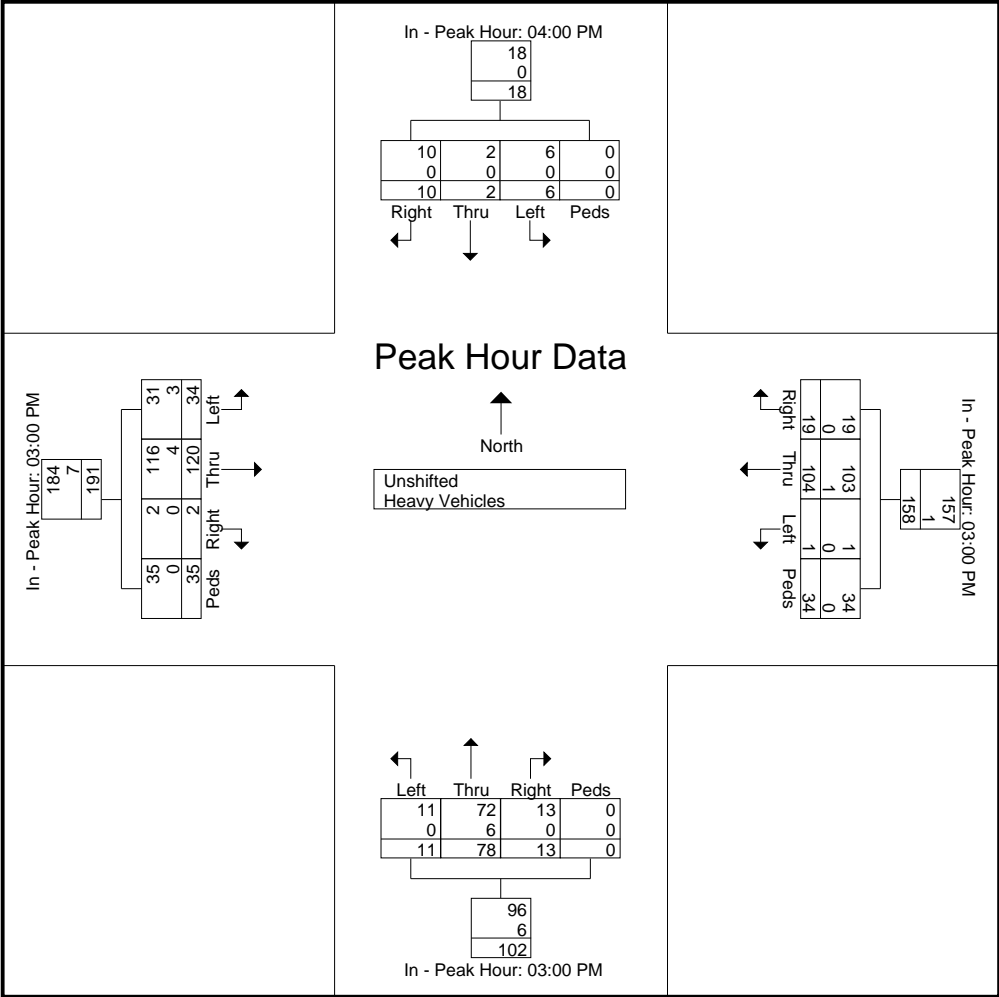 In - Peak Hour: 04:00 PM
18
0
18
10 2 6 0
0 0 0 0
10 2 6 0
Right Thru Left Peds
Peak Hour Data
North
Unshifted
Heavy Vehicles
In - Peak Hour: 03:00 PM
184
7
191
31 116 2 35
3 4 0 0
34 120 2 35
Left Thru Right Peds
In - Peak Hour: 03:00 PM
157
1
158
19 103 1 34
0 1 0 0
19 104 1 34
Right Thru Left Peds
Left Thru Right Peds
11 72 13 0
0 6 0 0
11 78 13 0
96
6
102
In - Peak Hour: 03:00 PM